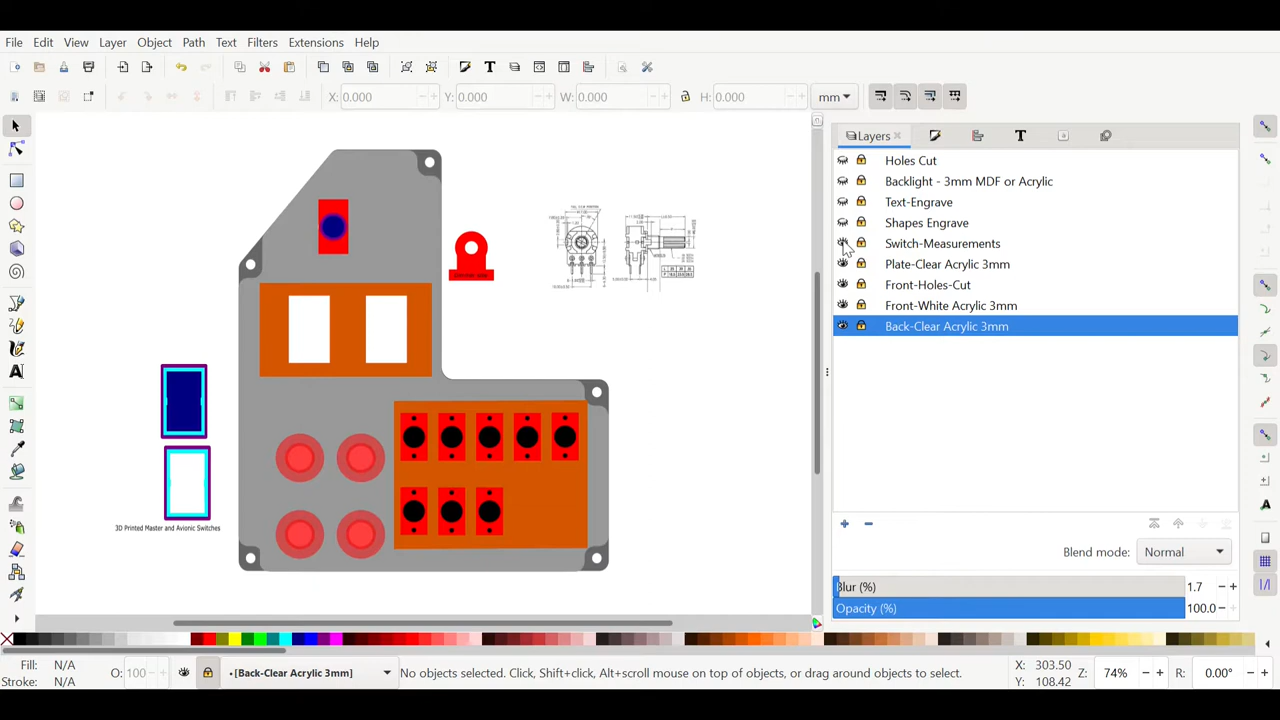 File Edit View Layer Object Path Text Filters Extensions Help
X: 0.000 − + Y: 0.000 − + W: 0.000 − + H: 0.000 − + mm
Layers
Holes Cut
Backlight - 3mm MDF or Acrylic
Text-Engrave
Shapes Engrave
Switch-Measurements
Plate-Clear Acrylic 3mm
Front-Holes-Cut
Front-White Acrylic 3mm
Back-Clear Acrylic 3mm
3D Printed Master and Avionic Switches
Blend mode: Normal
Blur (%) 1.7 − +
Opacity (%) 100.0 − +
Fill: N/A
Stroke: N/A
O: 100 − +
• [Back-Clear Acrylic 3mm]
No objects selected. Click, Shift+click, Alt+scroll mouse on top of objects, or drag around objects to select.
X: 303.50
Y: 108.42
Z: 74% − + R: 0.00° − +